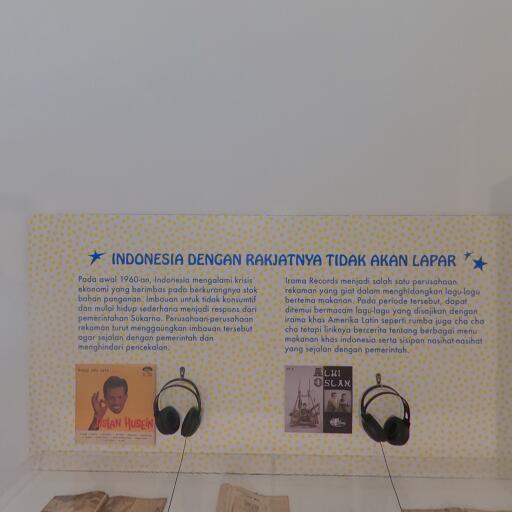 INDONESIA DENGAN RAKJATNYA TIDAK AKAN LAPAR
Pada awal 1960-an, Indonesia mengalami krisis
ekonomi yang berimbas pada berkurangnya stok
bahan panganan. Imbauan untuk tidak konsumtif
dan mulai hidup sederhana menjadi respons dari
pemerintahan Sukarno. Perusahaan-perusahaan
rekaman turut menggaungkan imbauan tersebut
agar sejalan dengan pemerintah dan
menghindari pencekalan.
Irama Records menjadi salah satu perusahaan
rekaman yang giat dalam menghidangkan lagu-lagu
bertema makanan. Pada periode tersebut, dapat
ditemui bermacam lagu-lagu yang disajikan dengan
irama khas Amerika Latin seperti rumba juga cha cha
cha tetapi liriknya bercerita tentang berbagai menu
makanan khas indonesia serta sisipan nasihat-nasihat
yang sejalan dengan pemerintah.
HUSEIN